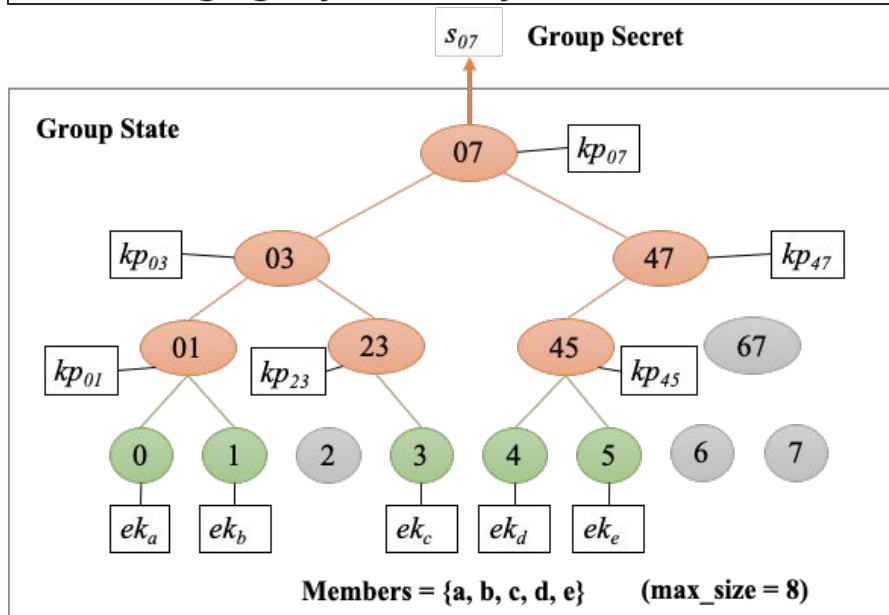 s07 Group Secret
Group State
07
kp07
kp03
03
47
kp47
01
23
45
67
kp01
kp23
kp45
0 1 2 3 4 5 6 7
eka ekb ekc ekd eke
Members = {a, b, c, d, e} (max_size = 8)